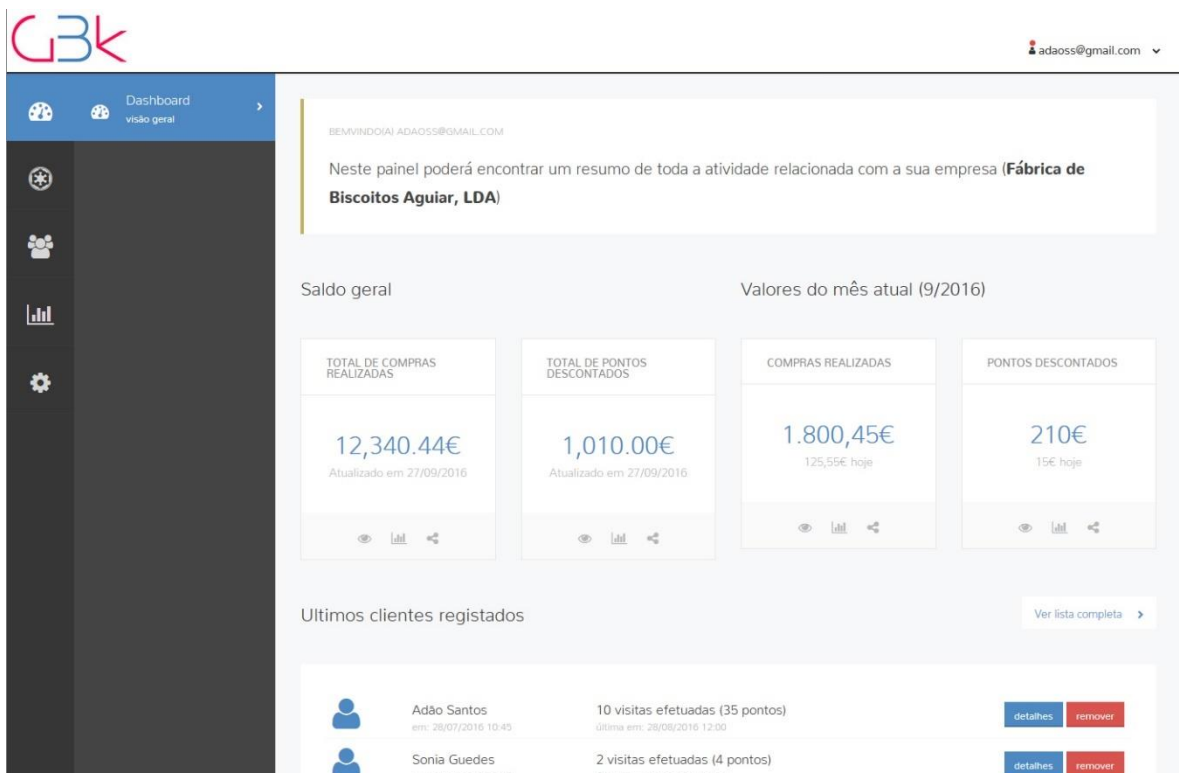 GBk
adaoss@gmail.com
Dashboard
visão geral
BEMVINDO(A) ADAOSS@GMAIL.COM
Neste painel poderá encontrar um resumo de toda a atividade relacionada com a sua empresa (Fábrica de
Biscoitos Aguiar, LDA)
Saldo geral
Valores do mês atual (9/2016)
TOTAL DE COMPRAS
REALIZADAS
12,340.44€
Atualizado em 27/09/2016
TOTAL DE PONTOS
DESCONTADOS
1,010.00€
Atualizado em 27/09/2016
COMPRAS REALIZADAS
1.800,45€
125,55€ hoje
PONTOS DESCONTADOS
210€
15€ hoje
Ultimos clientes registados
Ver lista completa
Adão Santos
em: 28/07/2016 10:45
10 visitas efetuadas (35 pontos)
última em: 28/08/2016 12:00
detalhes
remover
Sonia Guedes
2 visitas efetuadas (4 pontos)
detalhes
remover